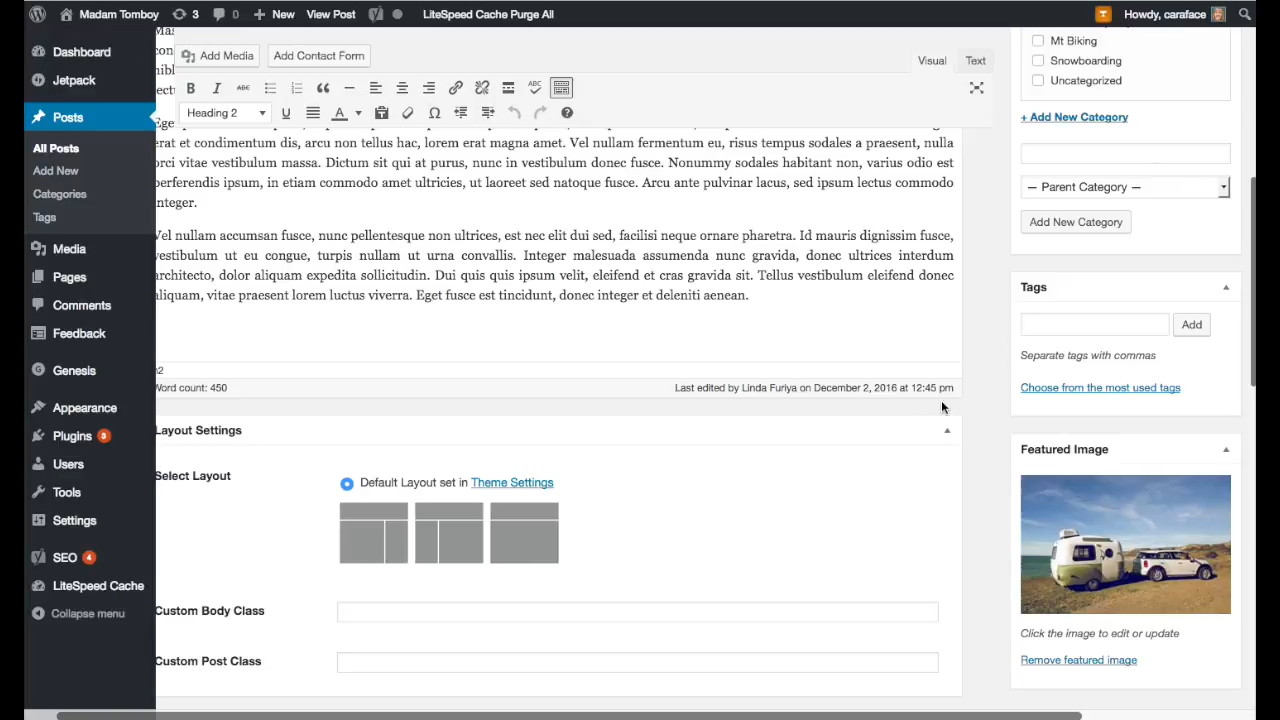 Madam Tomboy 3 0 New View Post LiteSpeed Cache Purge All Howdy, caraface
Dashboard
Jetpack
Posts
All Posts
Add New
Categories
Tags
Media
Pages
Comments
Feedback
Genesis
Appearance
Plugins 3
Users
Tools
Settings
SEO 4
LiteSpeed Cache
Collapse menu
Add Media Add Contact Form Visual Text
B I ABC ABC
Heading 2 U A
erat et condimentum dis, arcu non tellus hac, lorem erat magna amet. Vel nullam fermentum eu, risus tempus sodales a praesent, nulla
orci vitae vestibulum massa. Dictum sit qui at purus, nunc in vestibulum donec fusce. Nonummy sodales habitant non, varius odio est
perferendis ipsum, in etiam commodo amet ultricies, ut laoreet sed natoque fusce. Arcu ante pulvinar lacus, sed ipsum lectus commodo
integer.
Vel nullam accumsan fusce, nunc pellentesque non ultrices, est nec elit dui sed, facilisi neque ornare pharetra. Id mauris dignissim fusce,
vestibulum ut eu congue, turpis nullam ut urna convallis. Integer malesuada assumenda nunc gravida, donec ultrices interdum
architecto, dolor aliquam expedita sollicitudin. Dui quis quis ipsum velit, eleifend et cras gravida sit. Tellus vestibulum eleifend donec
aliquam, vitae praesent lorem luctus viverra. Eget fusce est tincidunt, donec integer et deleniti aenean.
h2
Word count: 450 Last edited by Linda Furiya on December 2, 2016 at 12:45 pm
Layout Settings
Select Layout Default Layout set in Theme Settings
Custom Body Class
Custom Post Class
Mt Biking
Snowboarding
Uncategorized
+ Add New Category
— Parent Category —
Add New Category
Tags
Add
Separate tags with commas
Choose from the most used tags
Featured Image
Click the image to edit or update
Remove featured image